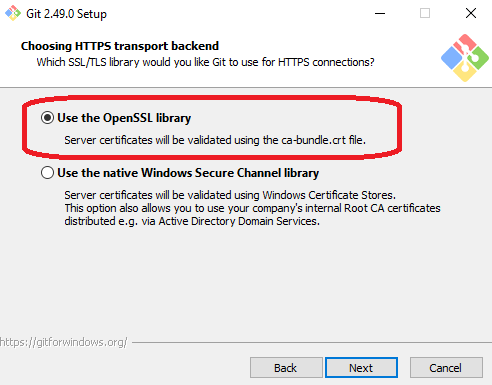 Git 2.49.0 Setup
Choosing HTTPS transport backend
Which SSL/TLS library would you like Git to use for HTTPS connections?
Use the OpenSSL library
Server certificates will be validated using the ca-bundle.crt file.
Use the native Windows Secure Channel library
Server certificates will be validated using Windows Certificate Stores.
This option also allows you to use your company's internal Root CA certificates
distributed e.g. via Active Directory Domain Services.
https://gitforwindows.org/
Back
Next
Cancel